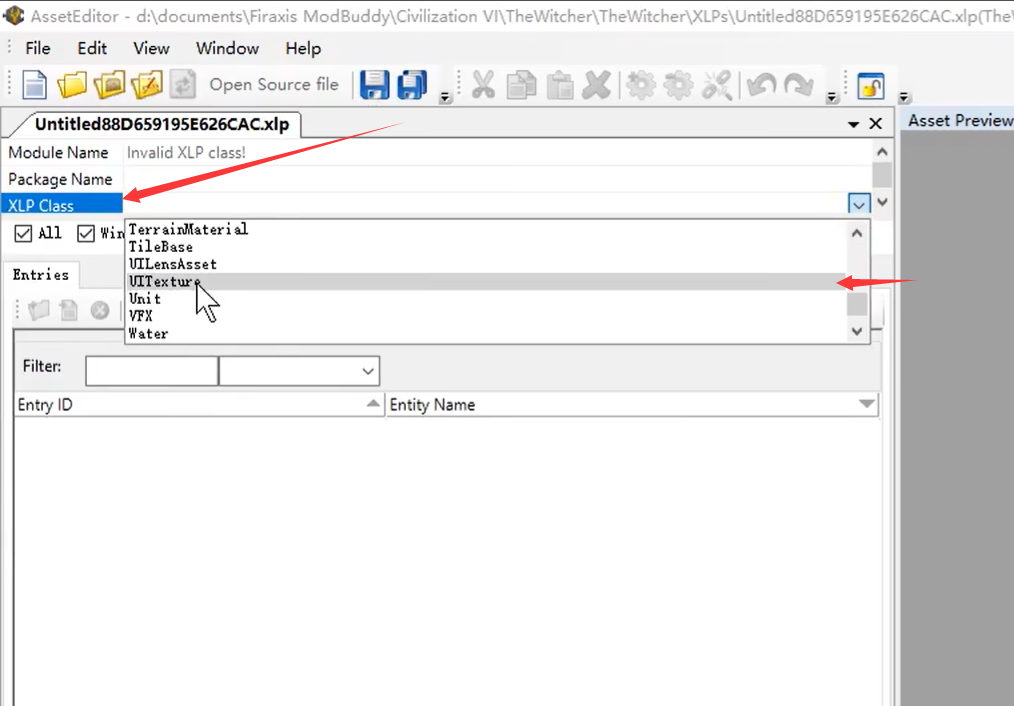 AssetEditor - d:\documents\Firaxis ModBuddy\Civilization VI\TheWitcher\TheWitcher\XLPs\Untitled88D659195E626CAC.xlp(The
File Edit View Window Help
Open Source file
Untitled88D659195E626CAC.xlp
Asset Preview
Module Name Invalid XLP class!
Package Name
XLP Class
All Win
TerrainMaterial
TileBase
UILensAsset
UITexture
Unit
VFX
Water
Entries
Filter:
Entry ID Entity Name